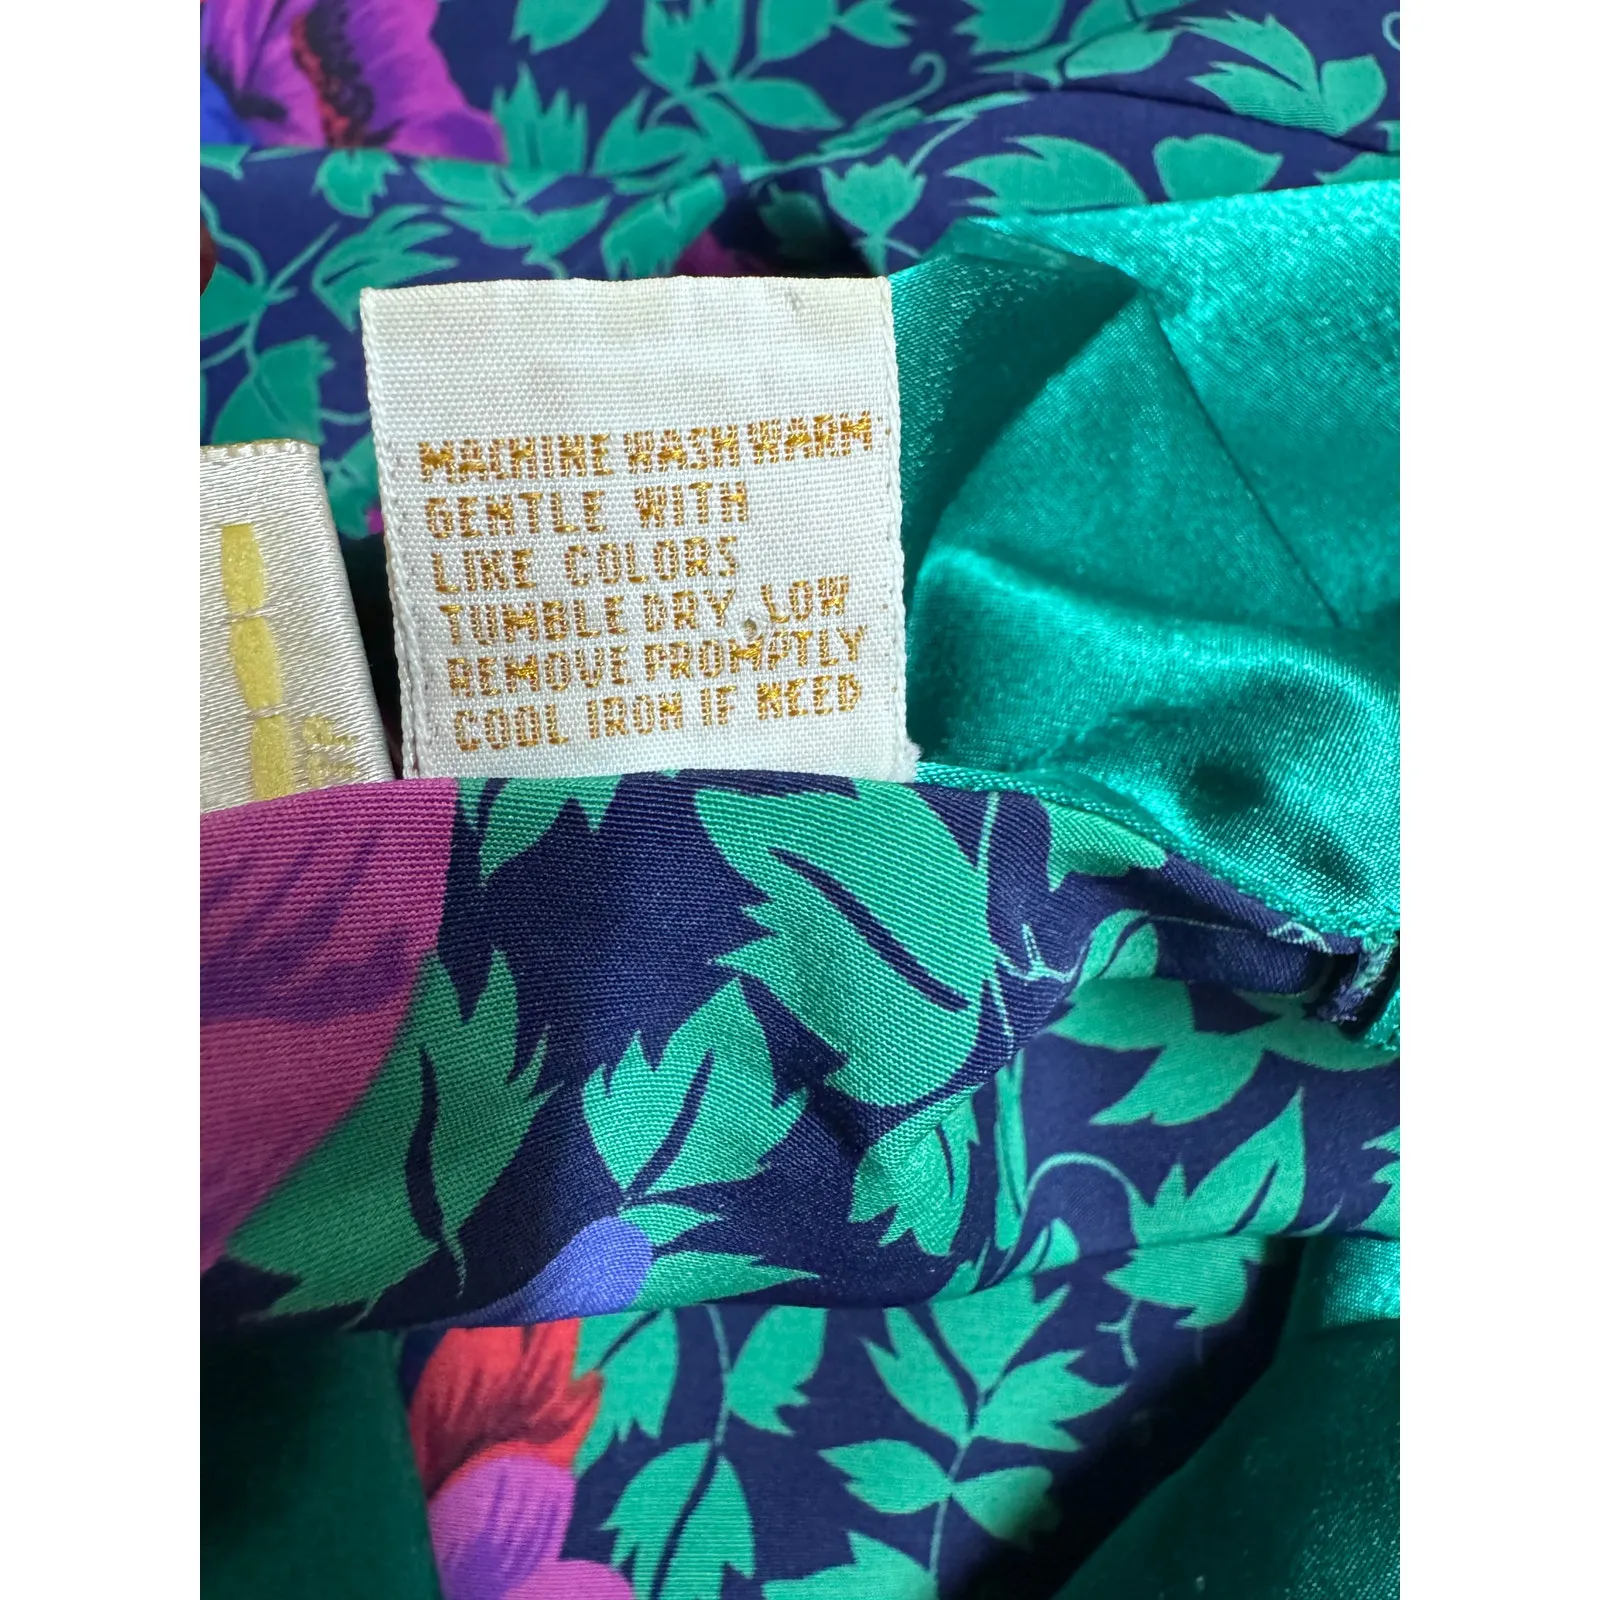 MACHINE WASH WARM
GENTLE WITH
LIKE COLORS
TUMBLE DRY LOW
REMOVE PROMPTLY
COOL IRON IF NEED